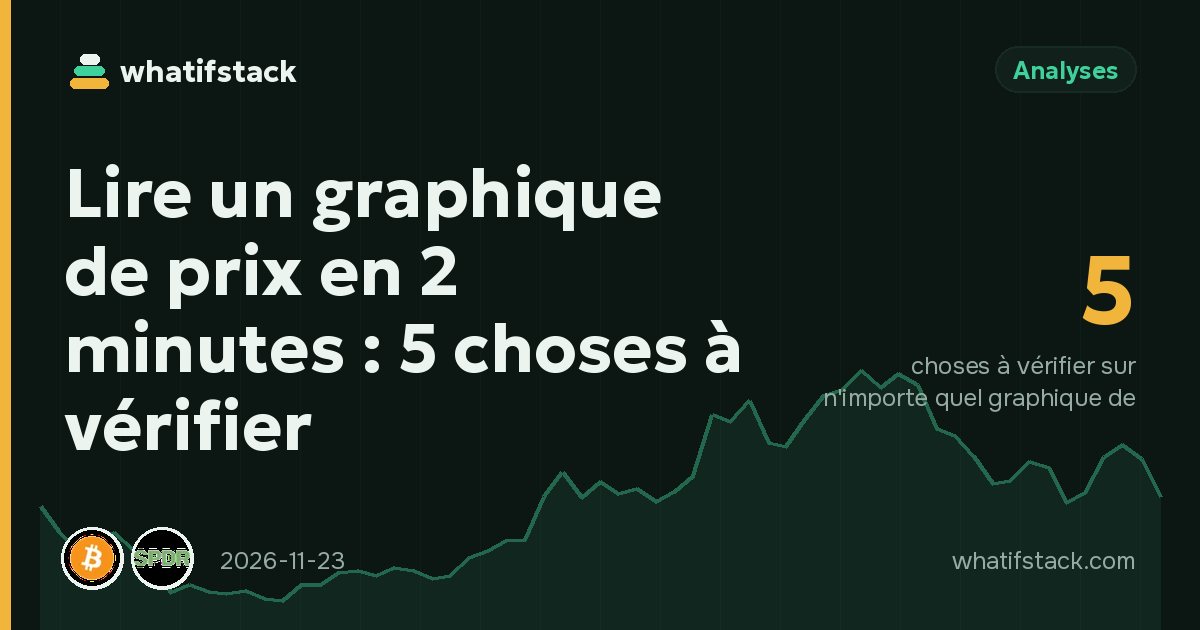 whatifstack
Analyses
Lire un graphique
de prix en 2
minutes : 5 choses à
vérifier
5
choses à vérifier sur
n'importe quel graphique de
SPDR
2026-11-23
whatifstack.com